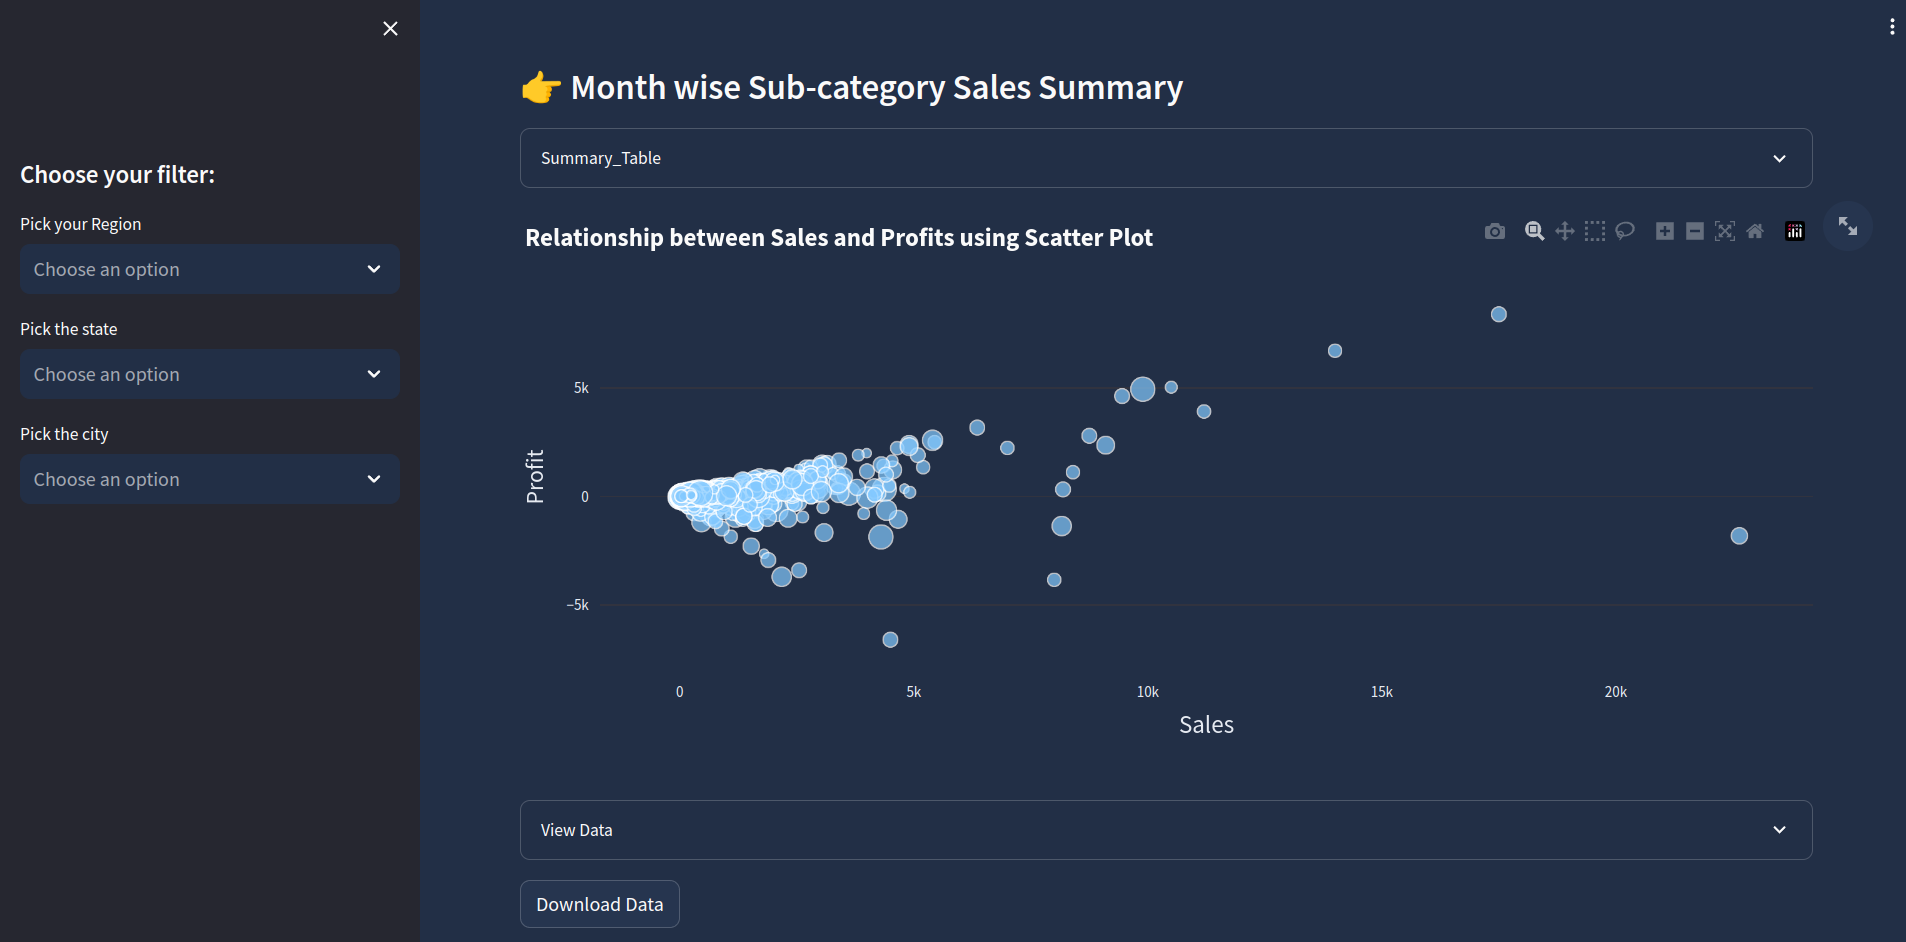 Choose your filter:
Pick your Region
Choose an option
Pick the state
Choose an option
Pick the city
Choose an option
👉 Month wise Sub-category Sales Summary
Summary_Table
Relationship between Sales and Profits using Scatter Plot
Profit
5k
0
−5k
0 5k 10k 15k 20k
Sales
View Data
Download Data